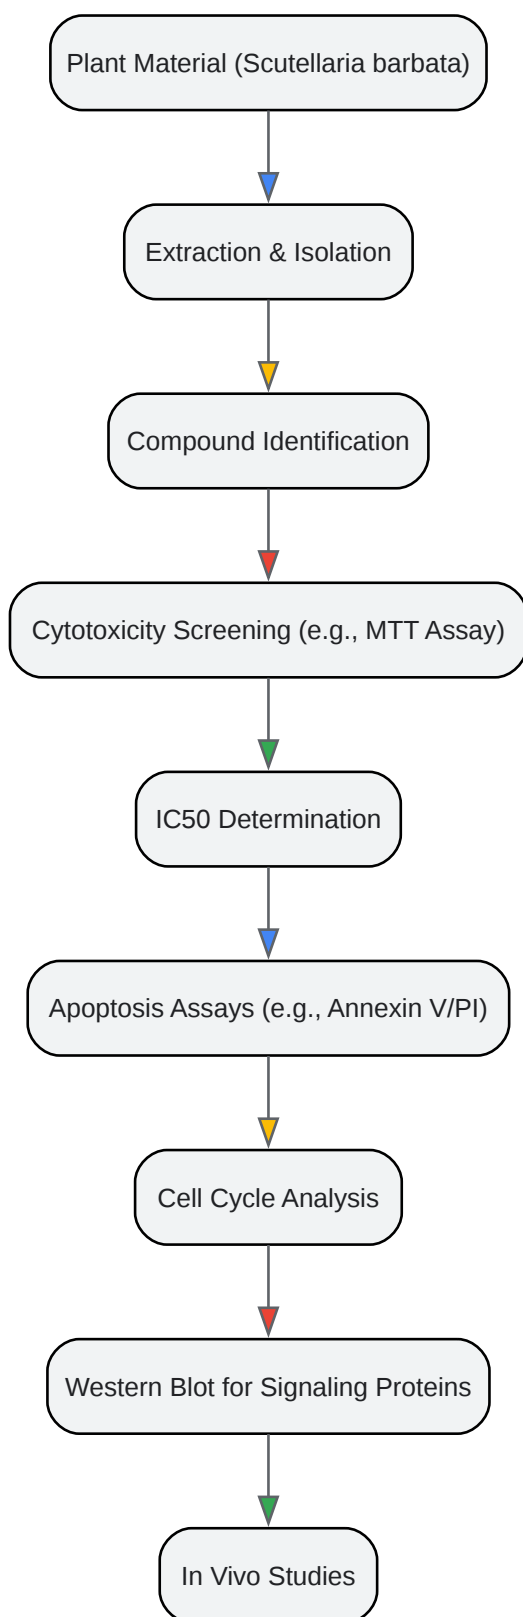 Plant Material (Scutellaria barbata)
Extraction & Isolation
Compound Identification
Cytotoxicity Screening (e.g., MTT Assay)
IC50 Determination
Apoptosis Assays (e.g., Annexin V/PI)
Cell Cycle Analysis
Western Blot for Signaling Proteins
In Vivo Studies